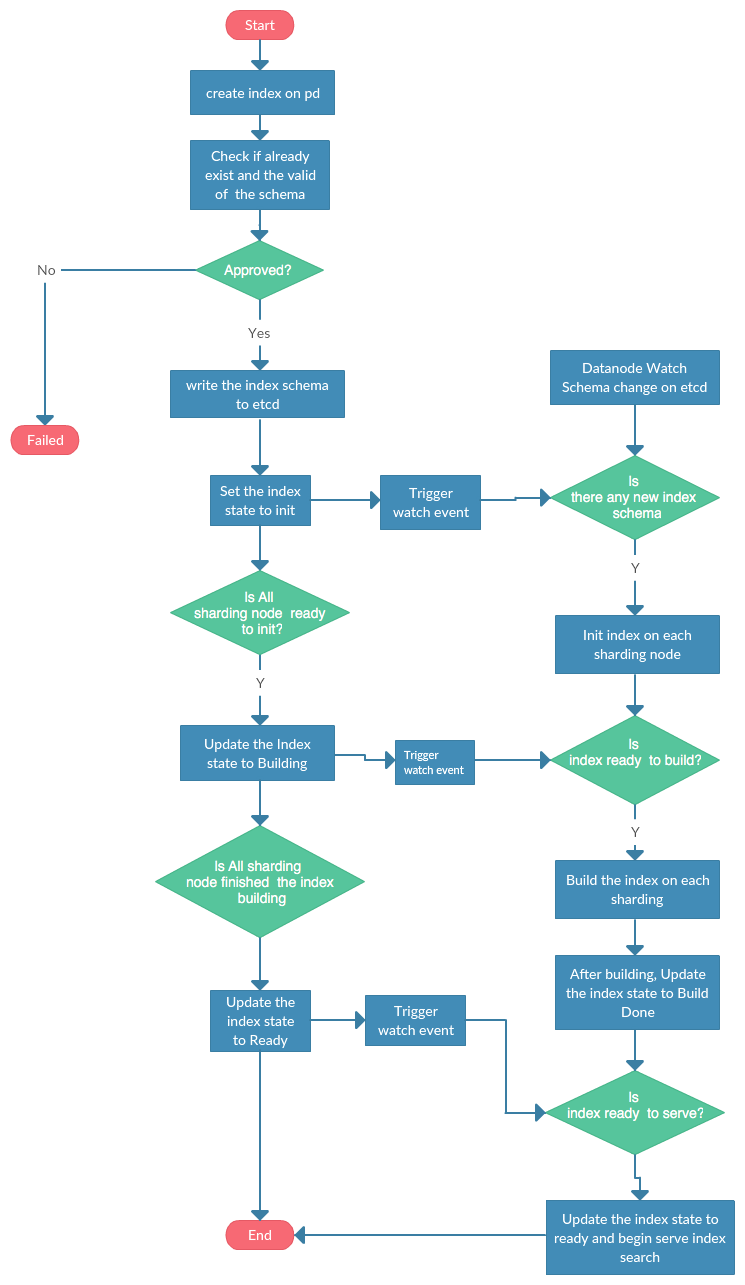 Start
create index on pd
Check if already
exist and the valid
of the schema
Approved?
No
Yes
Failed
write the index schema
to etcd
Datanode Watch
Schema change on etcd
Set the index
state to init
Trigger
watch event
Is
there any new index
schema
Y
Is All
sharding node ready
to init?
Init index on each
sharding node
Y
Update the Index
state to Building
Trigger
watch event
Is
index ready to build?
Y
Is All sharding
node finished the index
building
Build the index on each
sharding
After building, Update
the index state to Build
Done
Update the
index state
to Ready
Trigger
watch event
Is
index ready to serve?
End
Update the index state to
ready and begin serve index
search